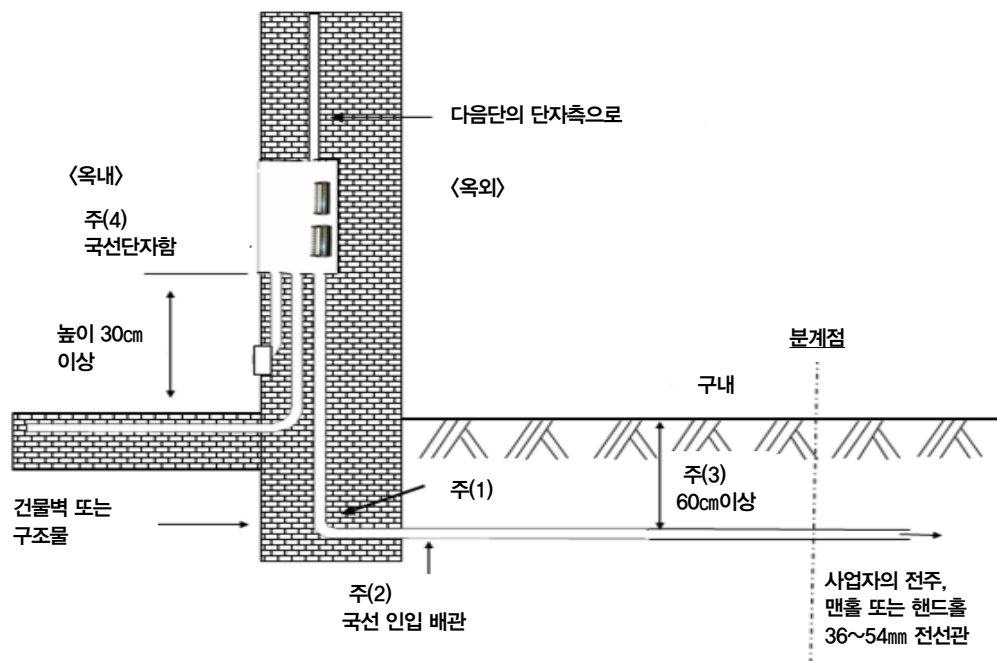 다음단의 단자측으로
〈옥내〉
〈옥외〉
주(4)
국선단자함
높이 30㎝
이상
분계점
구내
주(3)
60㎝이상
주(1)
건물벽 또는
구조물
주(2)
국선 인입 배관
사업자의 전주,
맨홀 또는 핸드홀
36～54㎜ 전선관